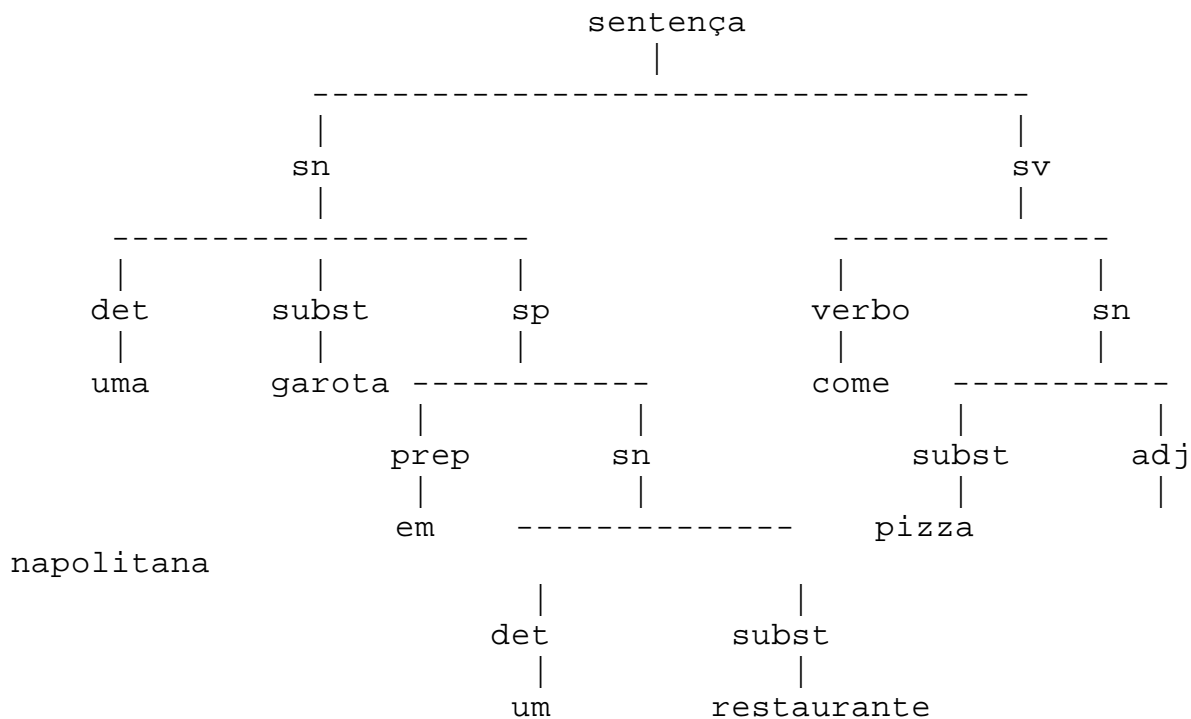 sentença
|
------------------------------------
| |
sn sv
| |
--------------------- --------------
| | | | |
det subst sp verbo sn
| | | | |
uma garota ------------ come -----------
| | | |
prep sn subst adj
| | | |
em -------------- pizza
napolitana
| |
det subst
| |
um restaurante